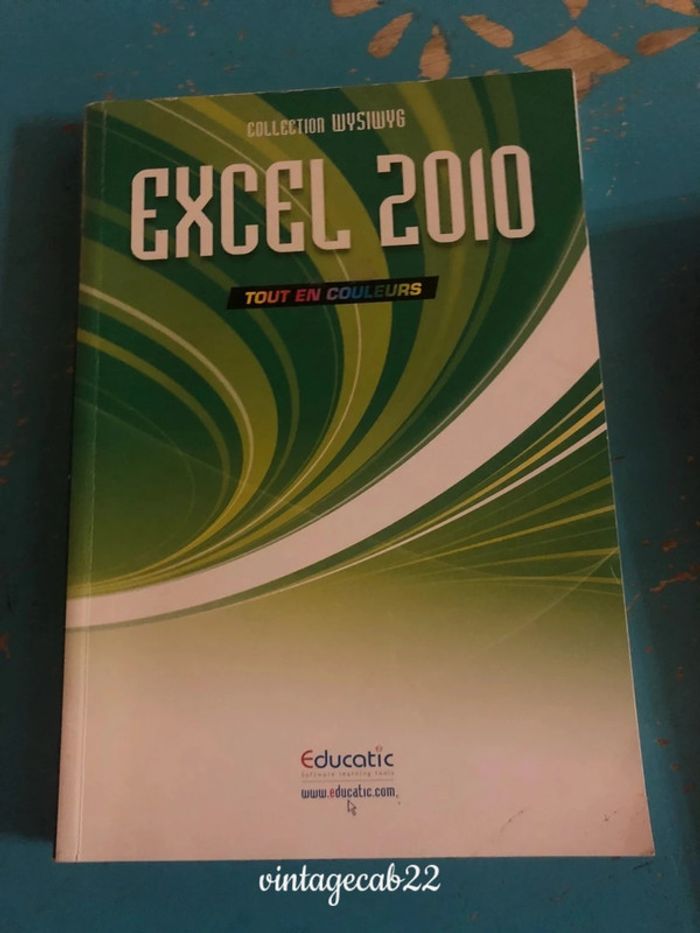 COLLECTION WYSIWYG
EXCEL 2010
TOUT EN COULEURS
Educatic
Software learning tools
www.educatic.com
vintagecab22